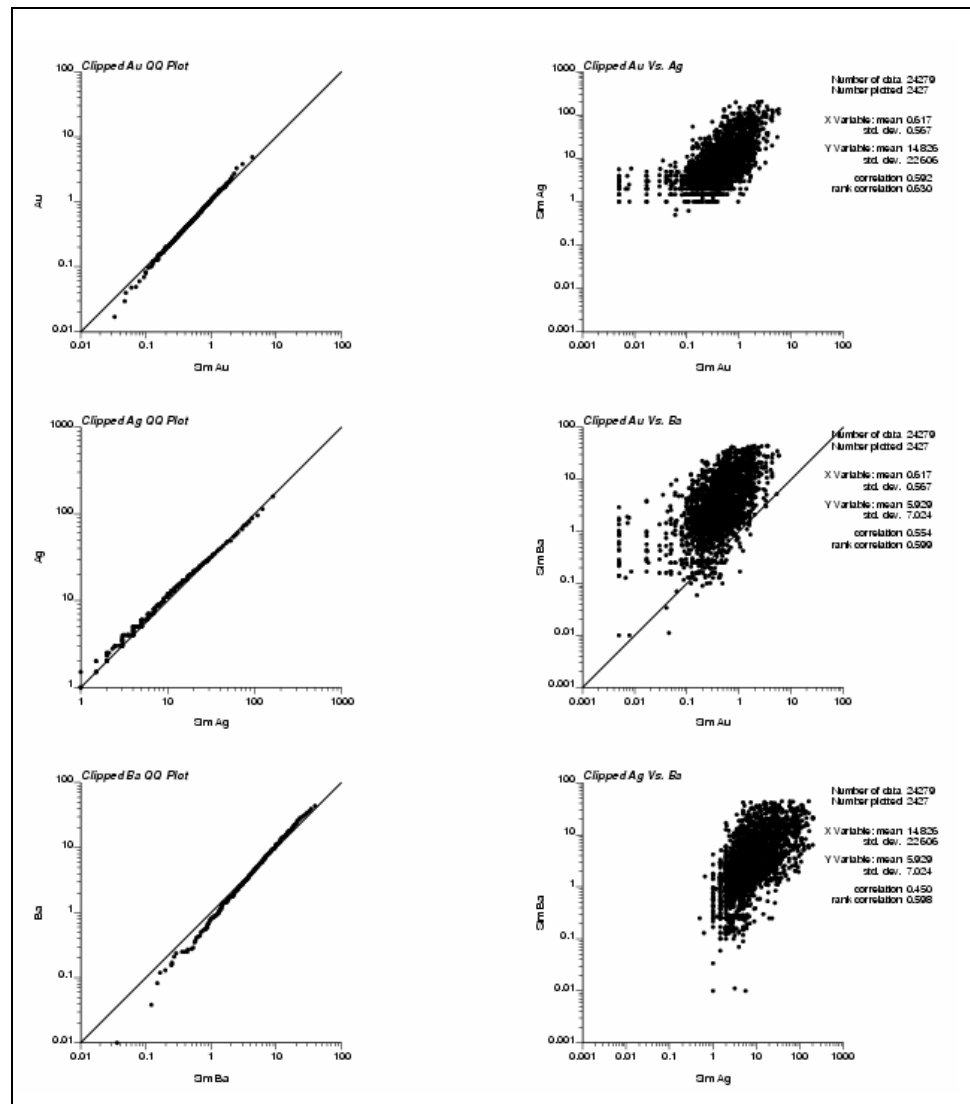 Clipped Au QQ Plot
100
10
1
0.1
0.01
Au
0.01 0.1 1 10 100
Sim Au
Clipped Au Vs. Ag
1000
100
10
1
0.1
0.01
0.001
Sim Ag
0.001 0.01 0.1 1 10 100
Sim Au
Number of data 24279
Number plotted 2427
X Variable: mean 0.617
std. dev. 0.567
Y Variable: mean 14.826
std. dev. 22.606
correlation 0.592
rank correlation 0.630
Clipped Ag QQ Plot
1000
100
10
1
Ag
1 10 100 1000
Sim Ag
Clipped Au Vs. Ba
100
10
1
0.1
0.01
0.001
Sim Ba
0.001 0.01 0.1 1 10 100
Sim Au
Number of data 24279
Number plotted 2427
X Variable: mean 0.617
std. dev. 0.567
Y Variable: mean 5.929
std. dev. 7.024
correlation 0.554
rank correlation 0.599
Clipped Ba QQ Plot
100
10
1
0.1
0.01
Ba
0.01 0.1 1 10 100
Sim Ba
Clipped Ag Vs. Ba
100
10
1
0.1
0.01
0.001
Sim Ba
0.001 0.01 0.1 1 10 100 1000
Sim Ag
Number of data 24279
Number plotted 2427
X Variable: mean 14.826
std. dev. 22.606
Y Variable: mean 5.929
std. dev. 7.024
correlation 0.450
rank correlation 0.598